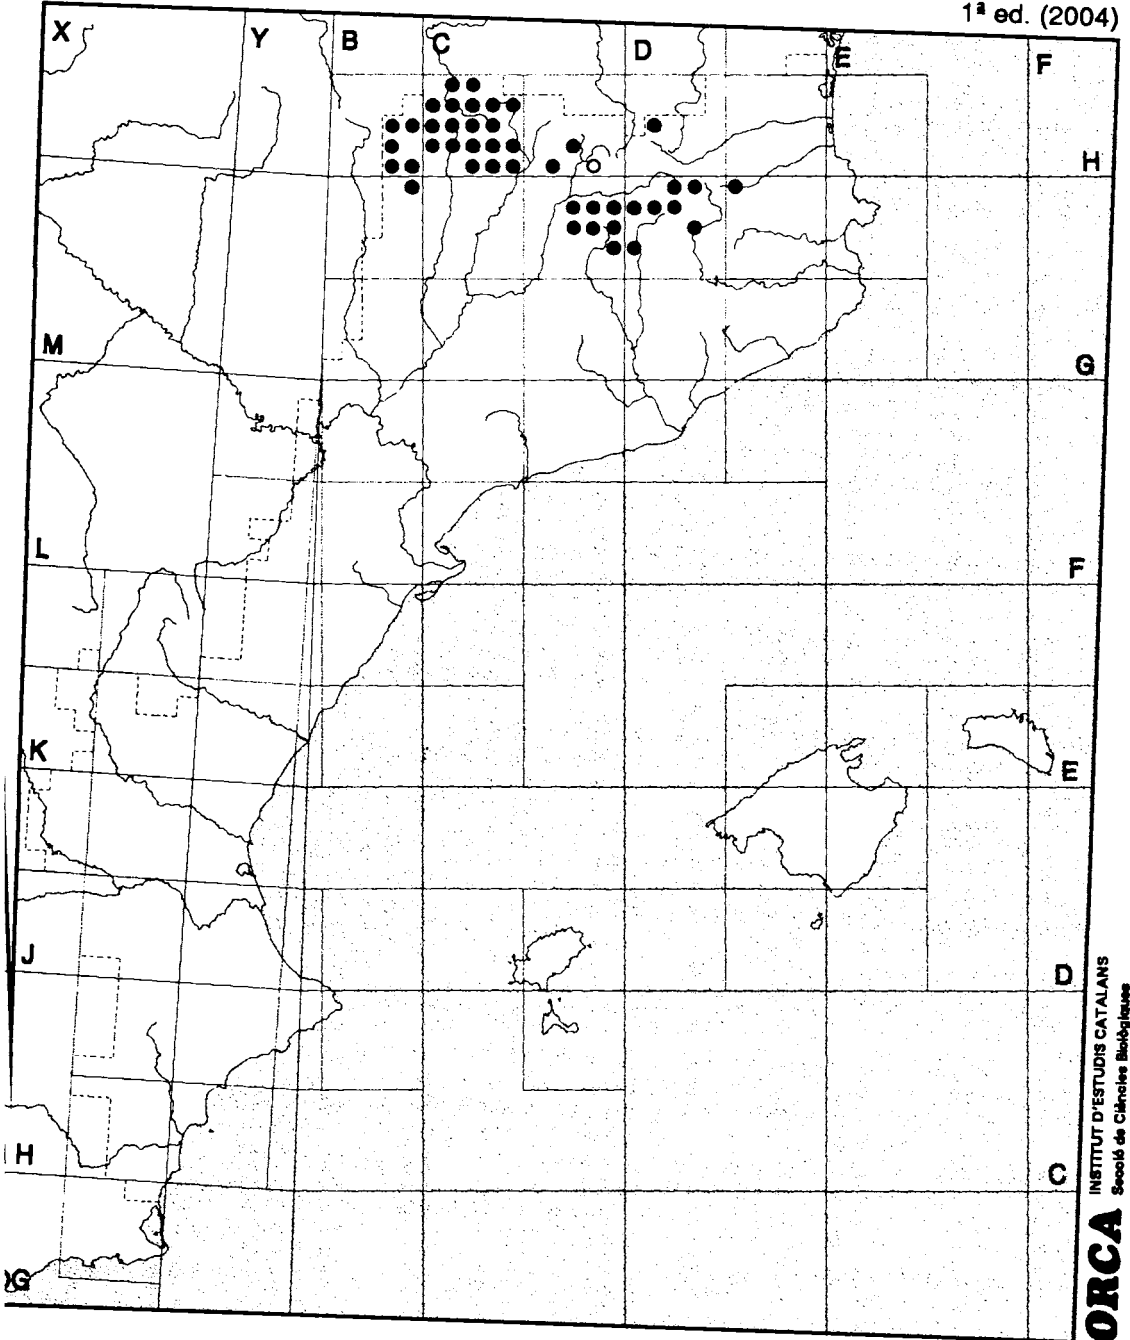 1ª ed. (2004)
X Y B C D E F
H
M
G
L
F
K
E
J
D
H
C
G
ORCA
INSTITUT D'ESTUDIS CATALANS
Secció de Ciències Biològiques